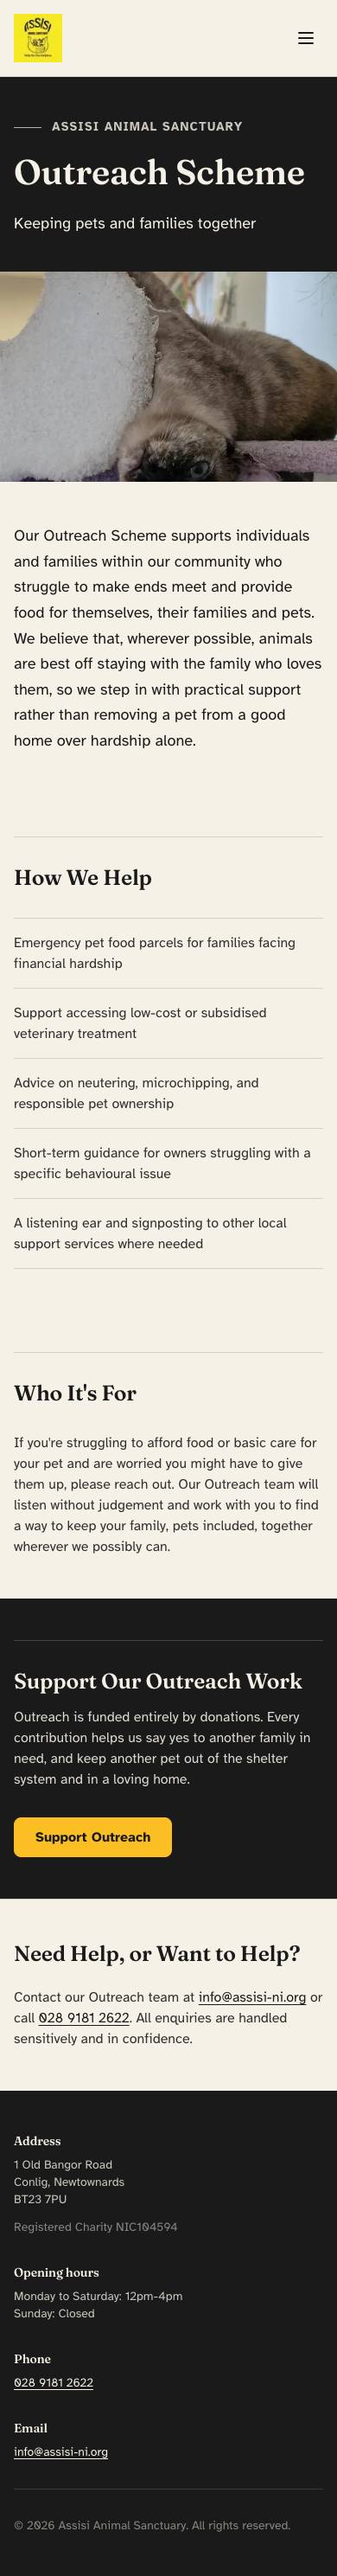 ASSISI
ASSISI ANIMAL SANCTUARY
Outreach Scheme
Keeping pets and families together
Our Outreach Scheme supports individuals
and families within our community who
struggle to make ends meet and provide
food for themselves, their families and pets.
We believe that, wherever possible, animals
are best off staying with the family who loves
them, so we step in with practical support
rather than removing a pet from a good
home over hardship alone.
How We Help
Emergency pet food parcels for families facing
financial hardship
Support accessing low-cost or subsidised
veterinary treatment
Advice on neutering, microchipping, and
responsible pet ownership
Short-term guidance for owners struggling with a
specific behavioural issue
A listening ear and signposting to other local
support services where needed
Who It's For
If you're struggling to afford food or basic care for
your pet and are worried you might have to give
them up, please reach out. Our Outreach team will
listen without judgement and work with you to find
a way to keep your family, pets included, together
wherever we possibly can.
Support Our Outreach Work
Outreach is funded entirely by donations. Every
contribution helps us say yes to another family in
need, and keep another pet out of the shelter
system and in a loving home.
Support Outreach
Need Help, or Want to Help?
Contact our Outreach team at info@assisi-ni.org or
call 028 9181 2622. All enquiries are handled
sensitively and in confidence.
Address
1 Old Bangor Road
Conlig, Newtownards
BT23 7PU
Registered Charity NIC104594
Opening hours
Monday to Saturday: 12pm-4pm
Sunday: Closed
Phone
028 9181 2622
Email
info@assisi-ni.org
© 2026 Assisi Animal Sanctuary. All rights reserved.